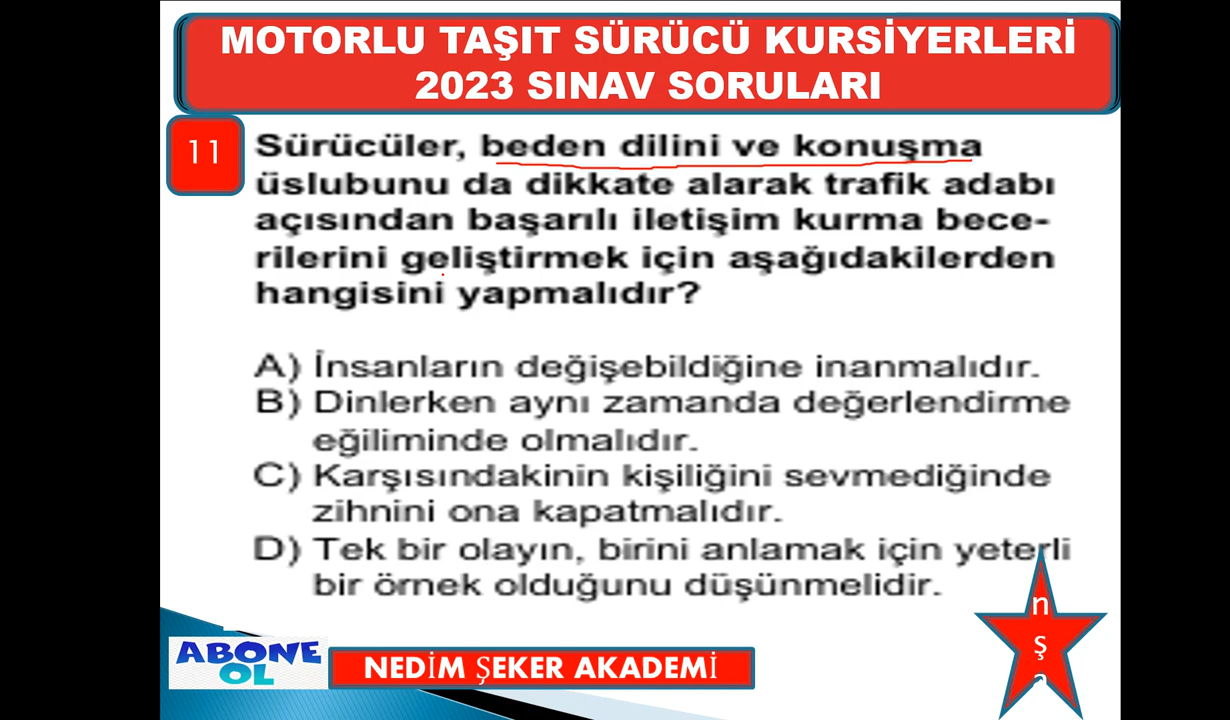 MOTORLU TAŞIT SÜRÜCÜ KURSİYERLERİ
2023 SINAV SORULARI
11
Sürücüler, beden dilini ve konuşma
üslubunu da dikkate alarak trafik adabı
açısından başarılı iletişim kurma bece-
rilerini geliştirmek için aşağıdakilerden
hangisini yapmalıdır?
A) İnsanların değişebildiğine inanmalıdır.
B) Dinlerken aynı zamanda değerlendirme
eğiliminde olmalıdır.
C) Karşısındakinin kişiliğini sevmediğinde
zihnini ona kapatmalıdır.
D) Tek bir olayın, birini anlamak için yeterli
bir örnek olduğunu düşünmelidir.
n
ş
ABONE
OL
NEDİM ŞEKER AKADEMİ